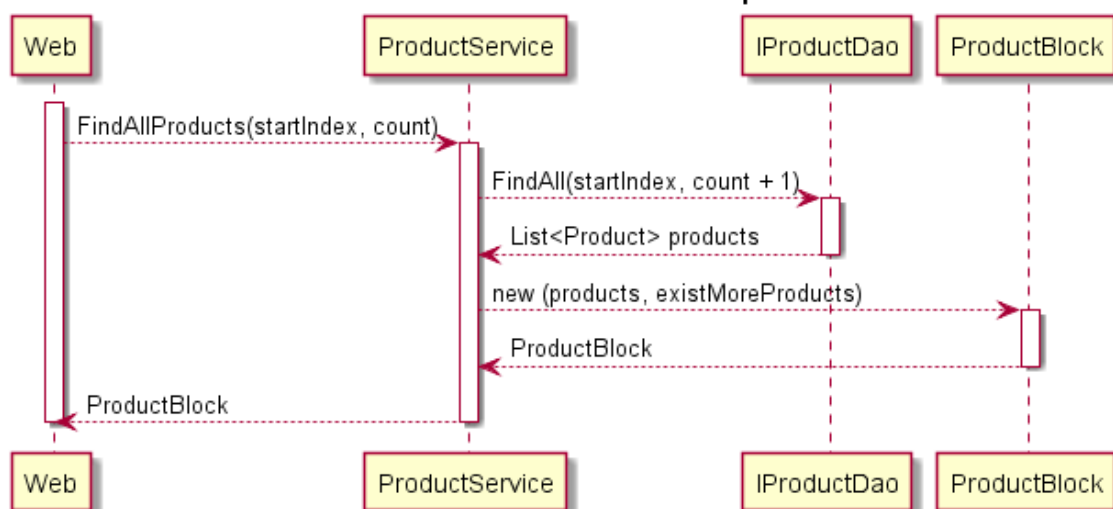 Web ProductService IProductDao ProductBlock
FindAllProducts(startIndex, count)
FindAll(startIndex, count + 1)
List<Product> products
new (products, existMoreProducts)
ProductBlock
ProductBlock
Web ProductService IProductDao ProductBlock